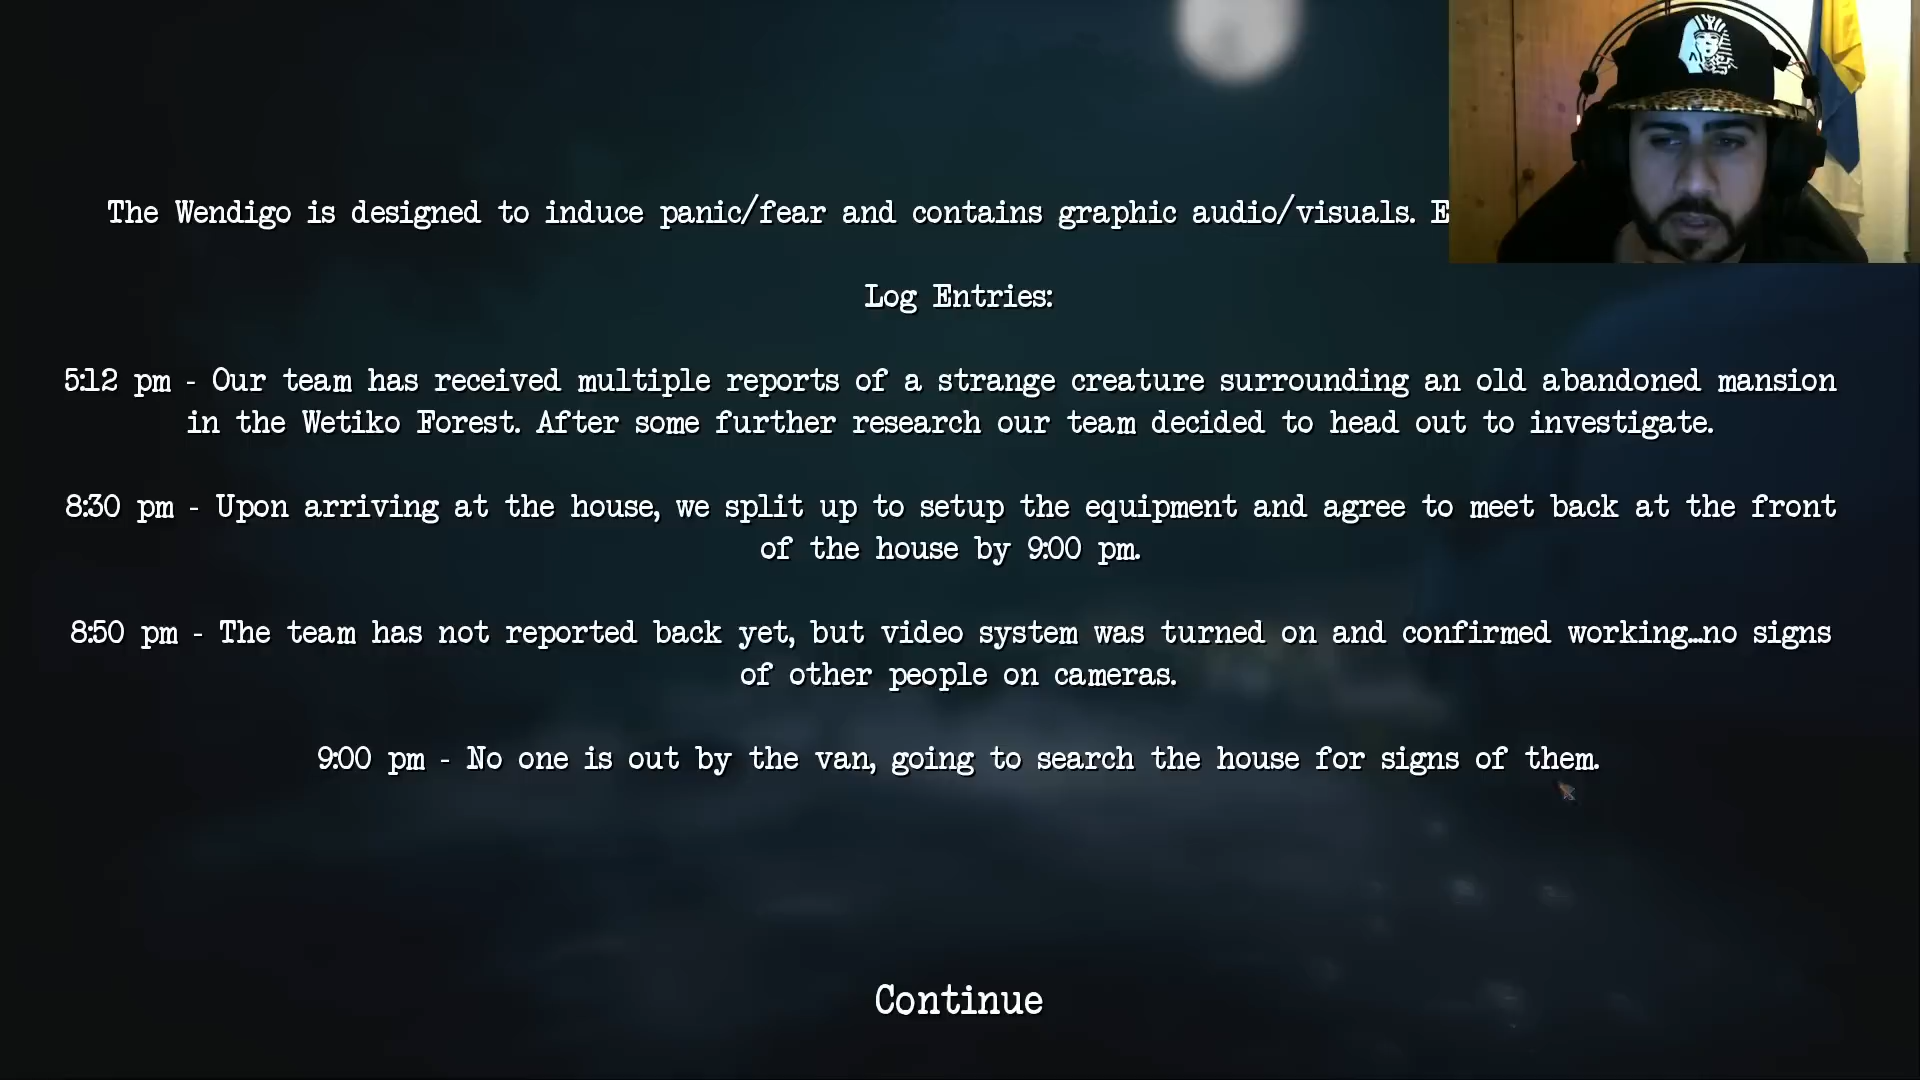 The Wendigo is designed to induce panic/fear and contains graphic audio/visuals.
Log Entries:
5:12 pm - Our team has received multiple reports of a strange creature surrounding an old abandoned mansion
in the Wetiko Forest. After some further research our team decided to head out to investigate.
8:30 pm - Upon arriving at the house, we split up to setup the equipment and agree to meet back at the front
of the house by 9:00 pm.
8:50 pm - The team has not reported back yet, but video system was turned on and confirmed working...no signs
of other people on cameras.
9:00 pm - No one is out by the van, going to search the house for signs of them.
Continue